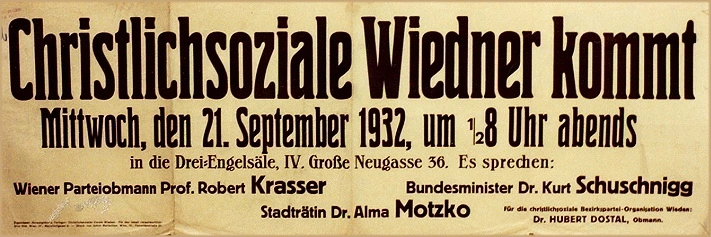 Christlichsoziale Wiedner kommt
Mittwoch, den 21. September 1932, um 1/28 Uhr abends
in die Drei-Engelsäle, IV. Große Neugasse 36. Es sprechen:
Wiener Parteiobmann Prof. Robert Krasser Bundesminister Dr. Kurt Schuschnigg
Stadträtin Dr. Alma Motzko
Für die christlichsoziale Bezirkspartei-Organisation Wieden:
Dr. HUBERT DOSTAL, Obmann.